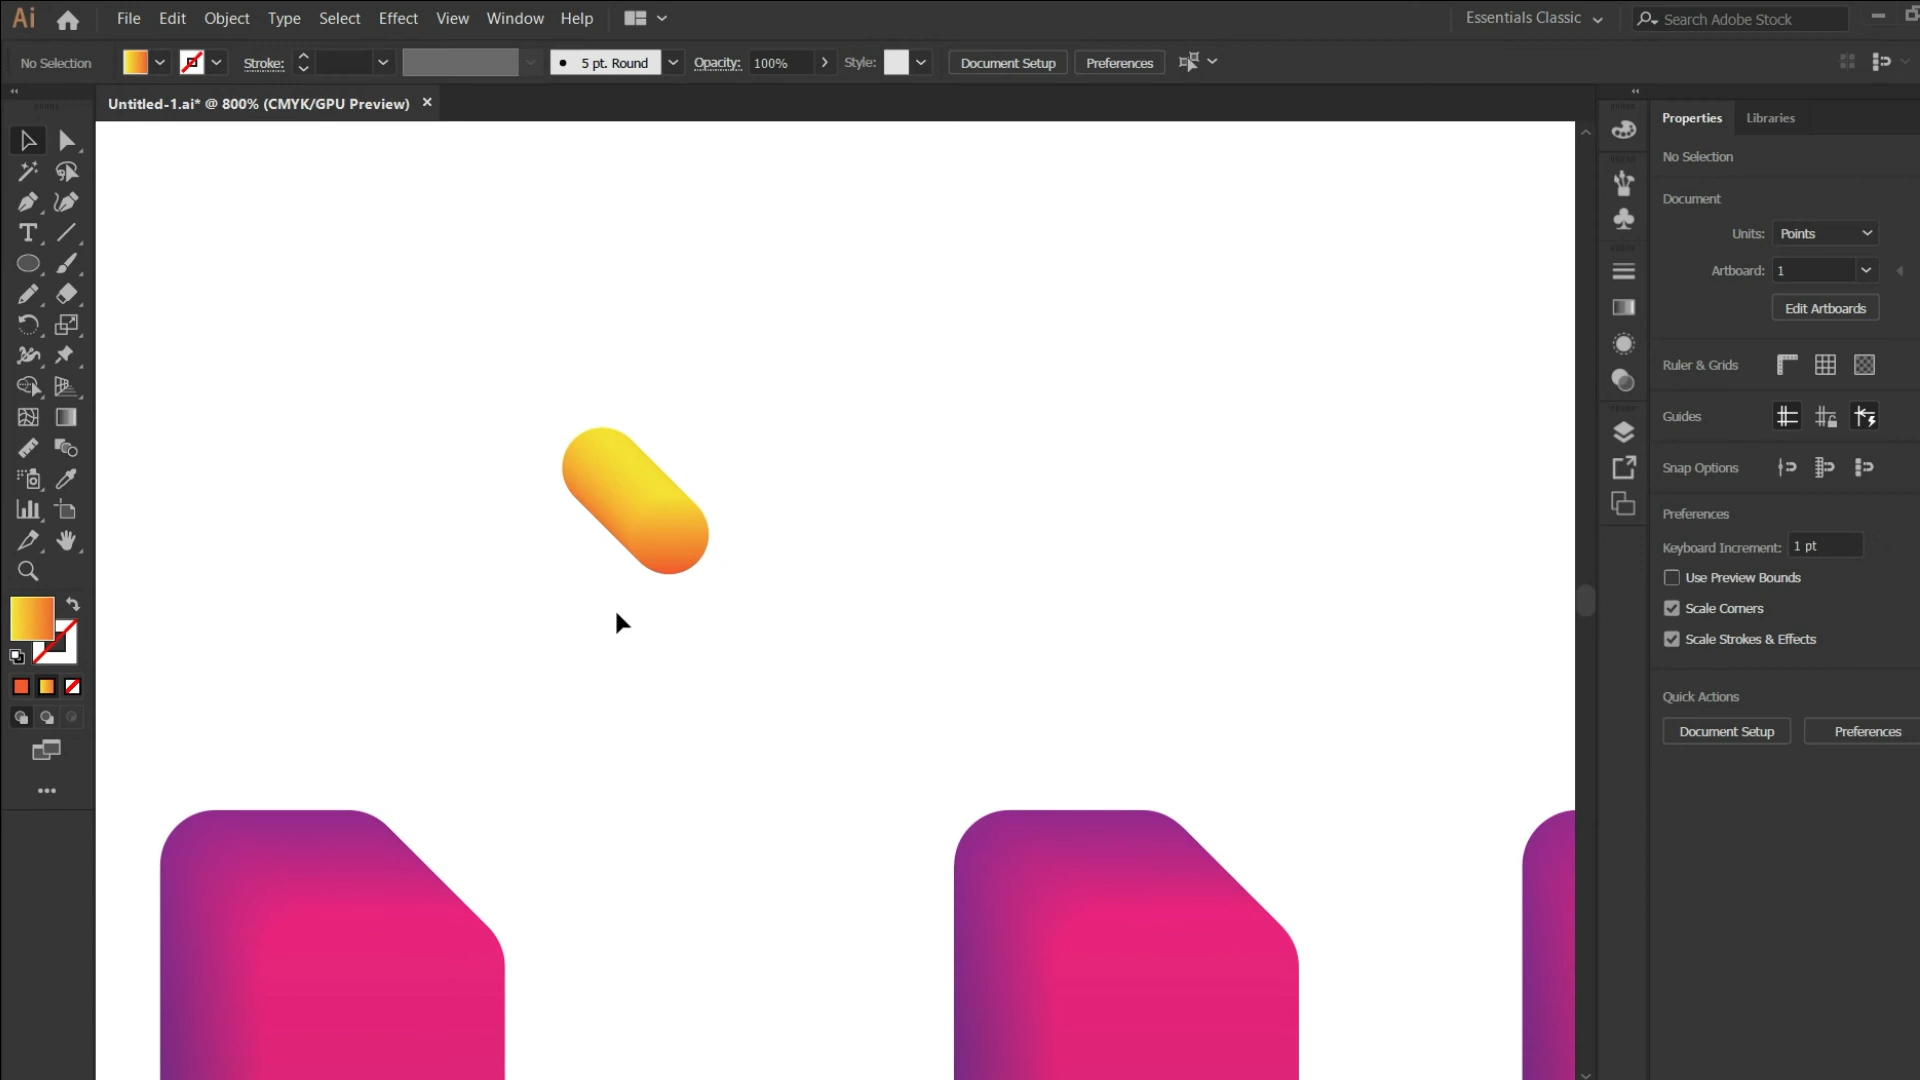 Ai File Edit Object Type Select Effect View Window Help Essentials Classic Search Adobe Stock
No Selection Stroke: 5 pt. Round Opacity: 100% Style: Document Setup Preferences
Untitled-1.ai* @ 800% (CMYK/GPU Preview) ×
Properties Libraries
No Selection
Document
Units: Points
Artboard: 1
Edit Artboards
Ruler & Grids
Guides
Snap Options
Preferences
Keyboard Increment: 1 pt
Use Preview Bounds
Scale Corners
Scale Strokes & Effects
Quick Actions
Document Setup Preferences